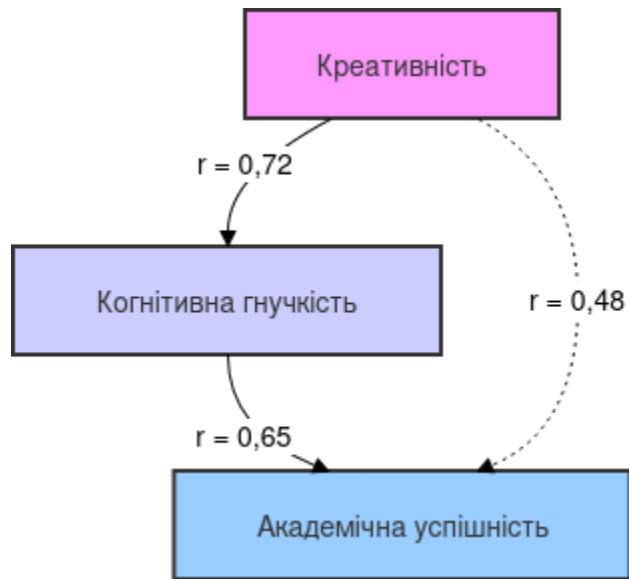 Креативність
r = 0,72
Когнітивна гнучкість
r = 0,48
r = 0,65
Академічна успішність